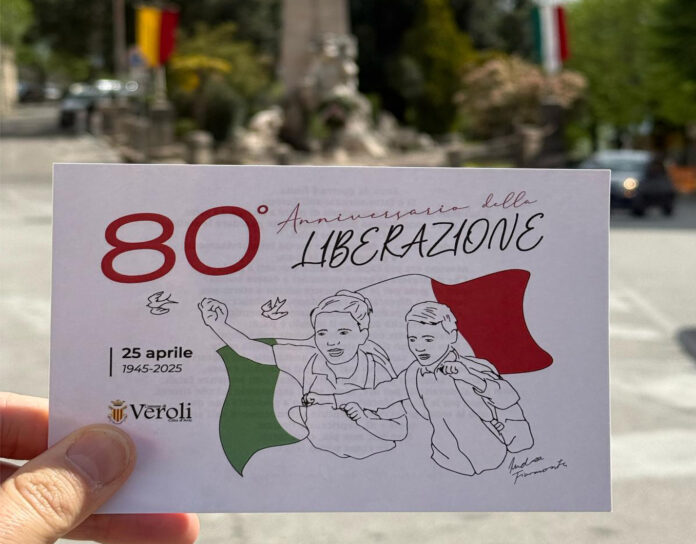 80° Anniversario della
LIBERAZIONE
25 aprile
1945-2025
Veroli